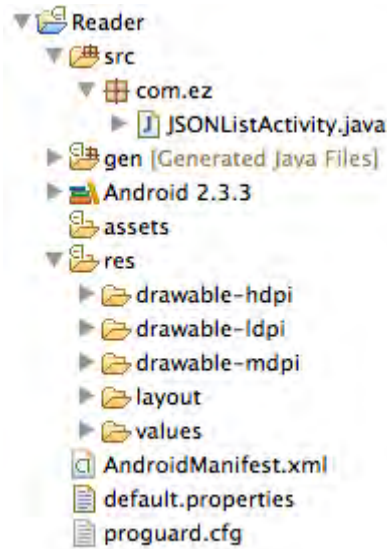 Reader
src
com.ez
JSONListActivity.java
gen [Generated Java Files]
Android 2.3.3
assets
res
drawable-hdpi
drawable-ldpi
drawable-mdpi
layout
values
AndroidManifest.xml
default.properties
proguard.cfg